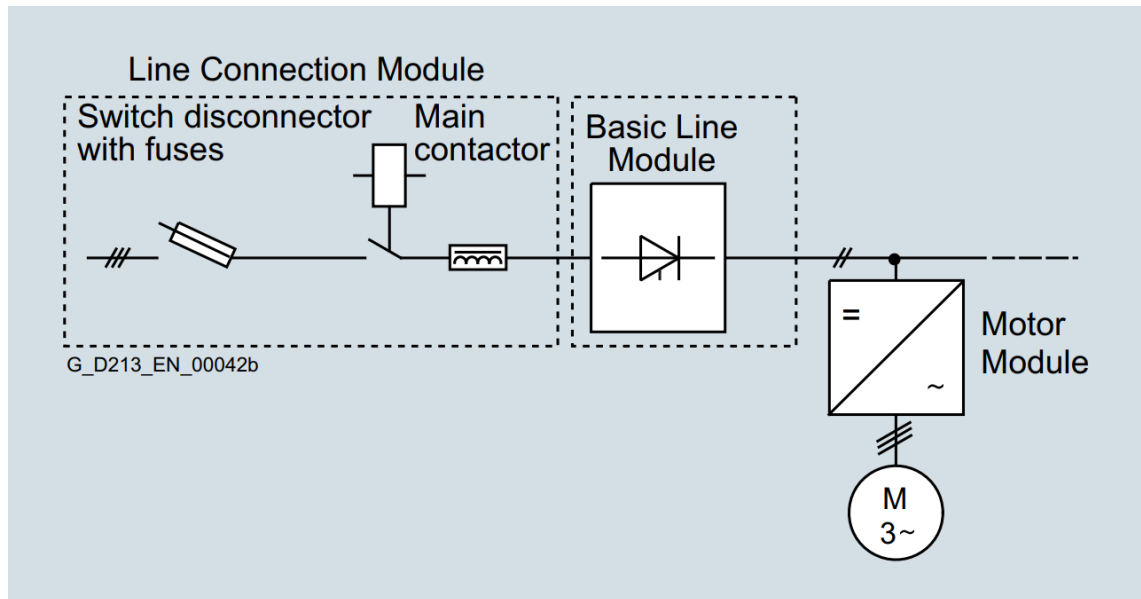 Line Connection Module
Switch disconnector
with fuses
Main
contactor
Basic Line
Module
G_D213_EN_00042b
=
~
Motor
Module
M
3~